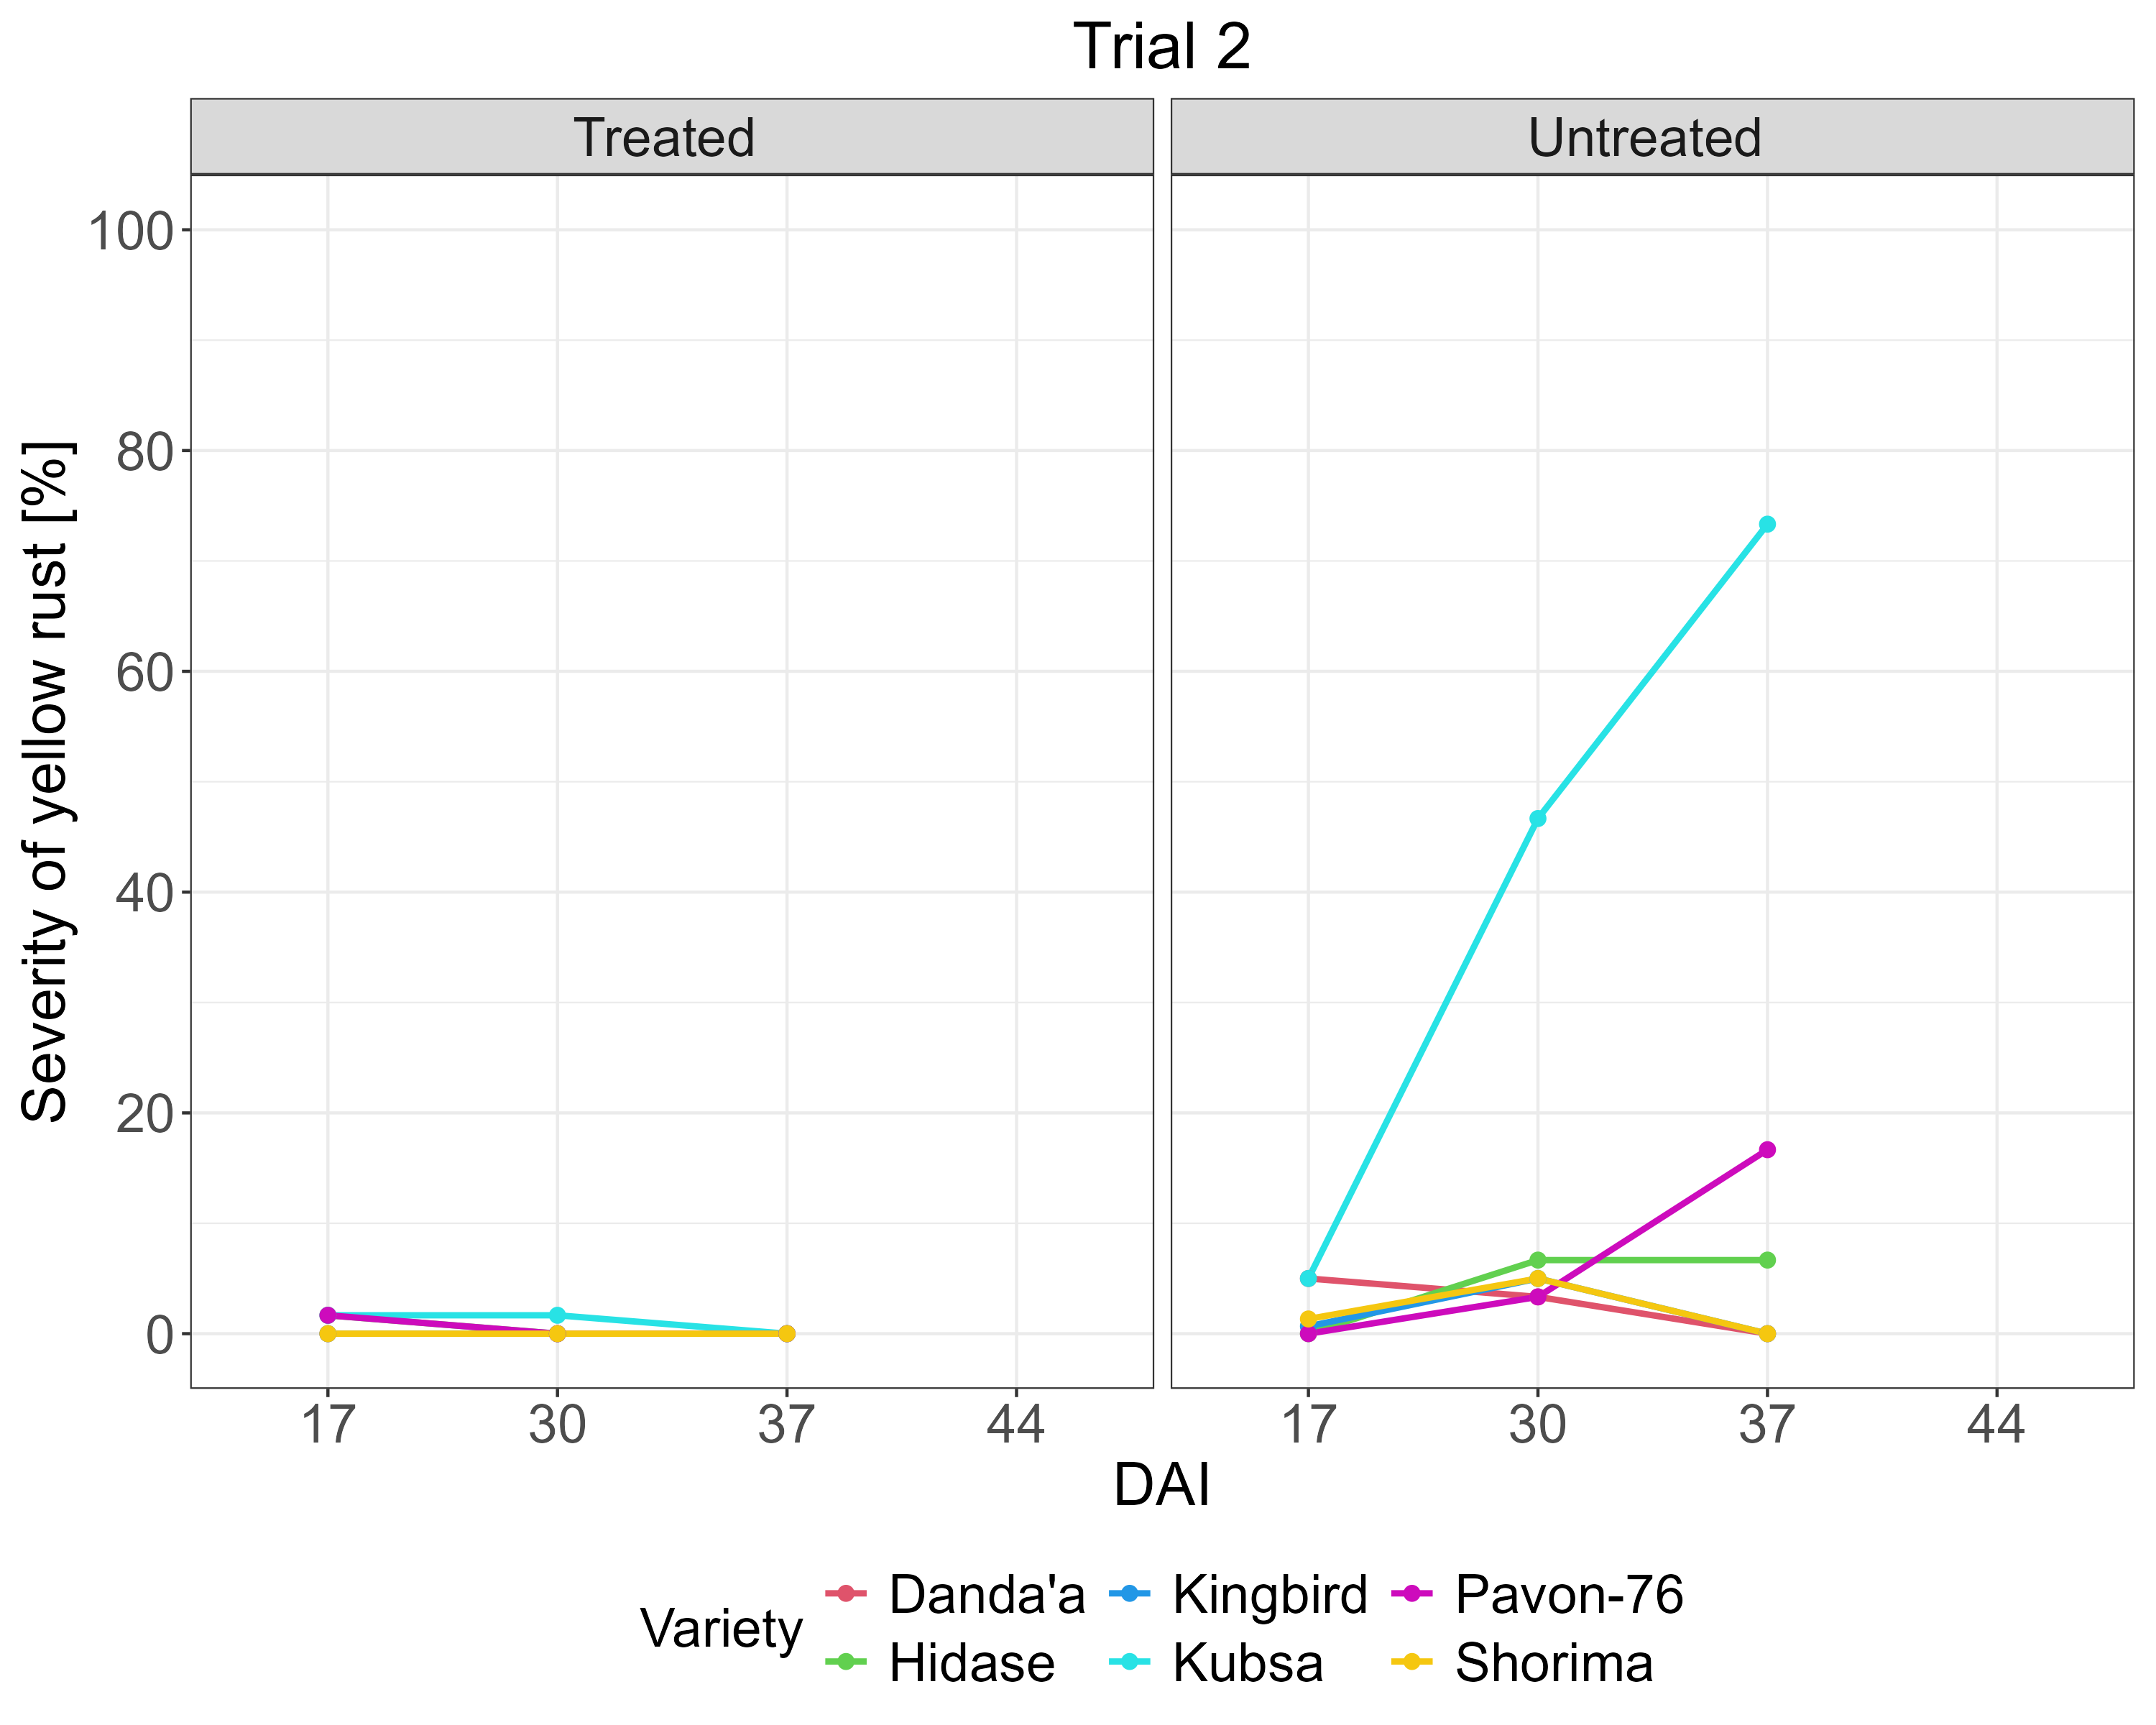 Trial 2
Treated Untreated
100
80
60
40
20
0
Severity of yellow rust [%]
17 30 37 44 17 30 37 44
DAI
Variety
Danda'a Kingbird Pavon-76
Hidase Kubsa Shorima